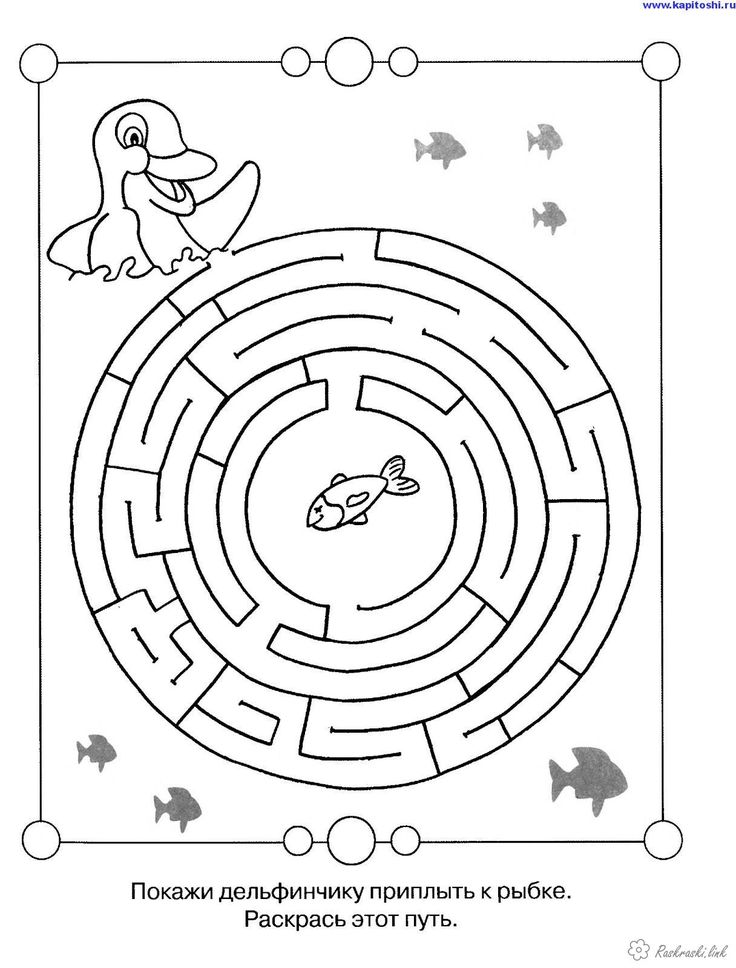 www.kapitoshi.ru
Покажи дельфинчику приплыть к рыбке.
Раскрась этот путь.
Raskraski.link